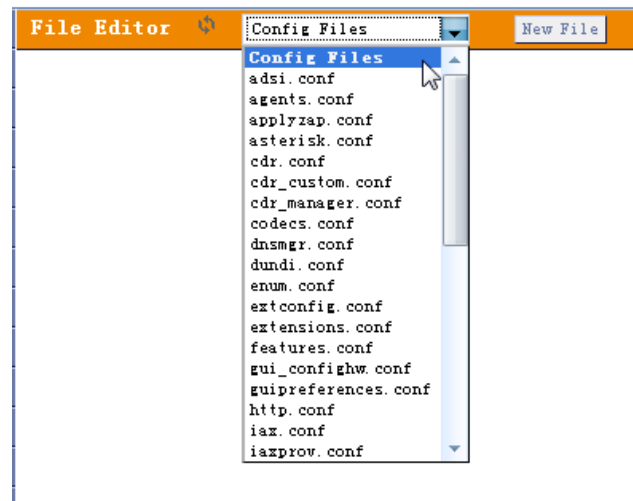 File Editor Config Files New File
Config Files
adsi.conf
agents.conf
applyzap.conf
asterisk.conf
cdr.conf
cdr_custom.conf
cdr_manager.conf
codecs.conf
dnsmgr.conf
dundi.conf
enum.conf
extconfig.conf
extensions.conf
features.conf
gui_confighw.conf
guipreferences.conf
http.conf
iax.conf
iaxprov.conf